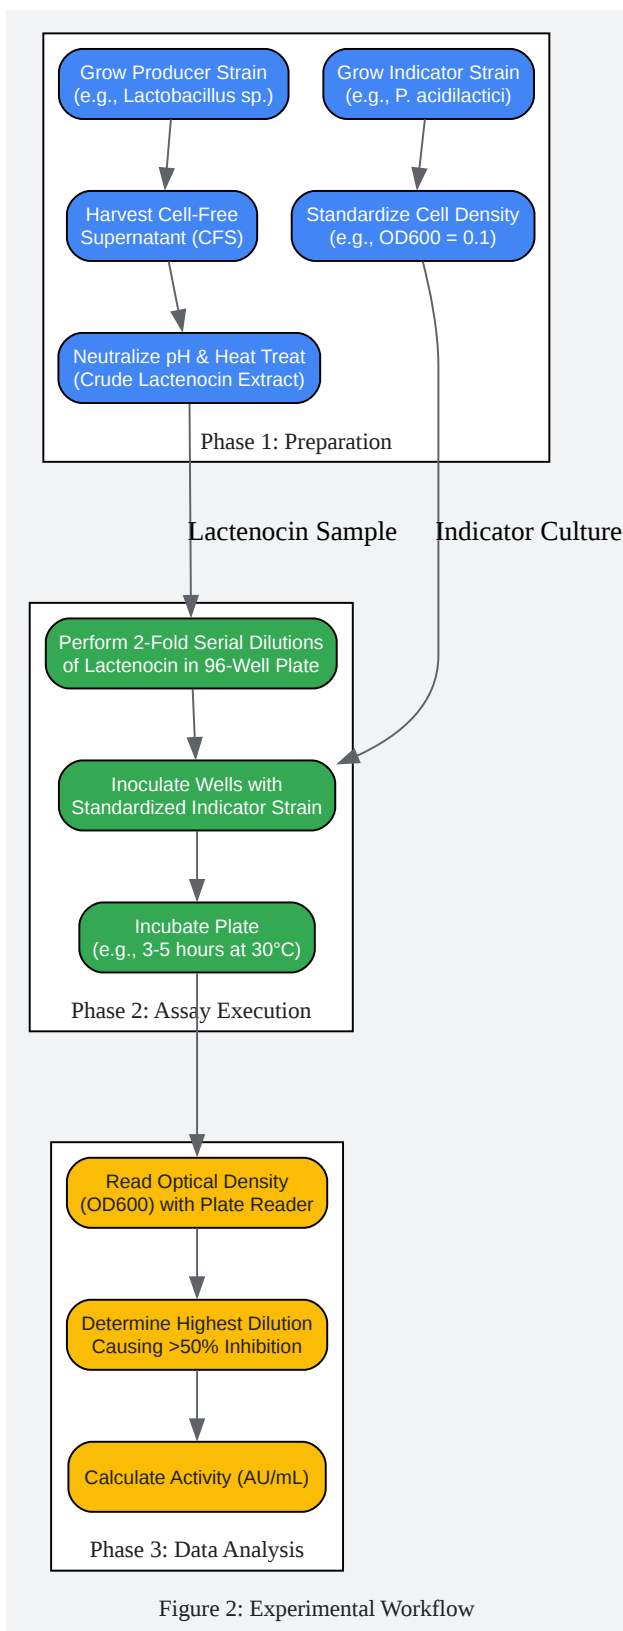 Grow Producer Strain
(e.g., Lactobacillus sp.)
Grow Indicator Strain
(e.g., P. acidilactici)
Harvest Cell-Free
Supernatant (CFS)
Standardize Cell Density
(e.g., OD600 = 0.1)
Neutralize pH & Heat Treat
(Crude Lactenocin Extract)
Phase 1: Preparation
Lactenocin Sample
Indicator Culture
Perform 2-Fold Serial Dilutions
of Lactenocin in 96-Well Plate
Inoculate Wells with
Standardized Indicator Strain
Incubate Plate
(e.g., 3-5 hours at 30°C)
Phase 2: Assay Execution
Read Optical Density
(OD600) with Plate Reader
Determine Highest Dilution
Causing >50% Inhibition
Calculate Activity (AU/mL)
Phase 3: Data Analysis
Figure 2: Experimental Workflow